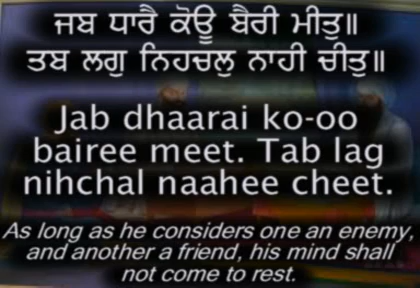 ਜਬ ਧਾਰੈ ਕੋਊ ਬੈਰੀ ਮੀਤੁ॥
ਤਬ ਲਗੁ ਨਿਹਚਲੁ ਨਾਹੀ ਚੀਤੁ॥
Jab dhaarai ko-oo
bairee meet. Tab lag
nihchal naahee cheet.
As long as he considers one an enemy,
and another a friend, his mind shall
not come to rest.